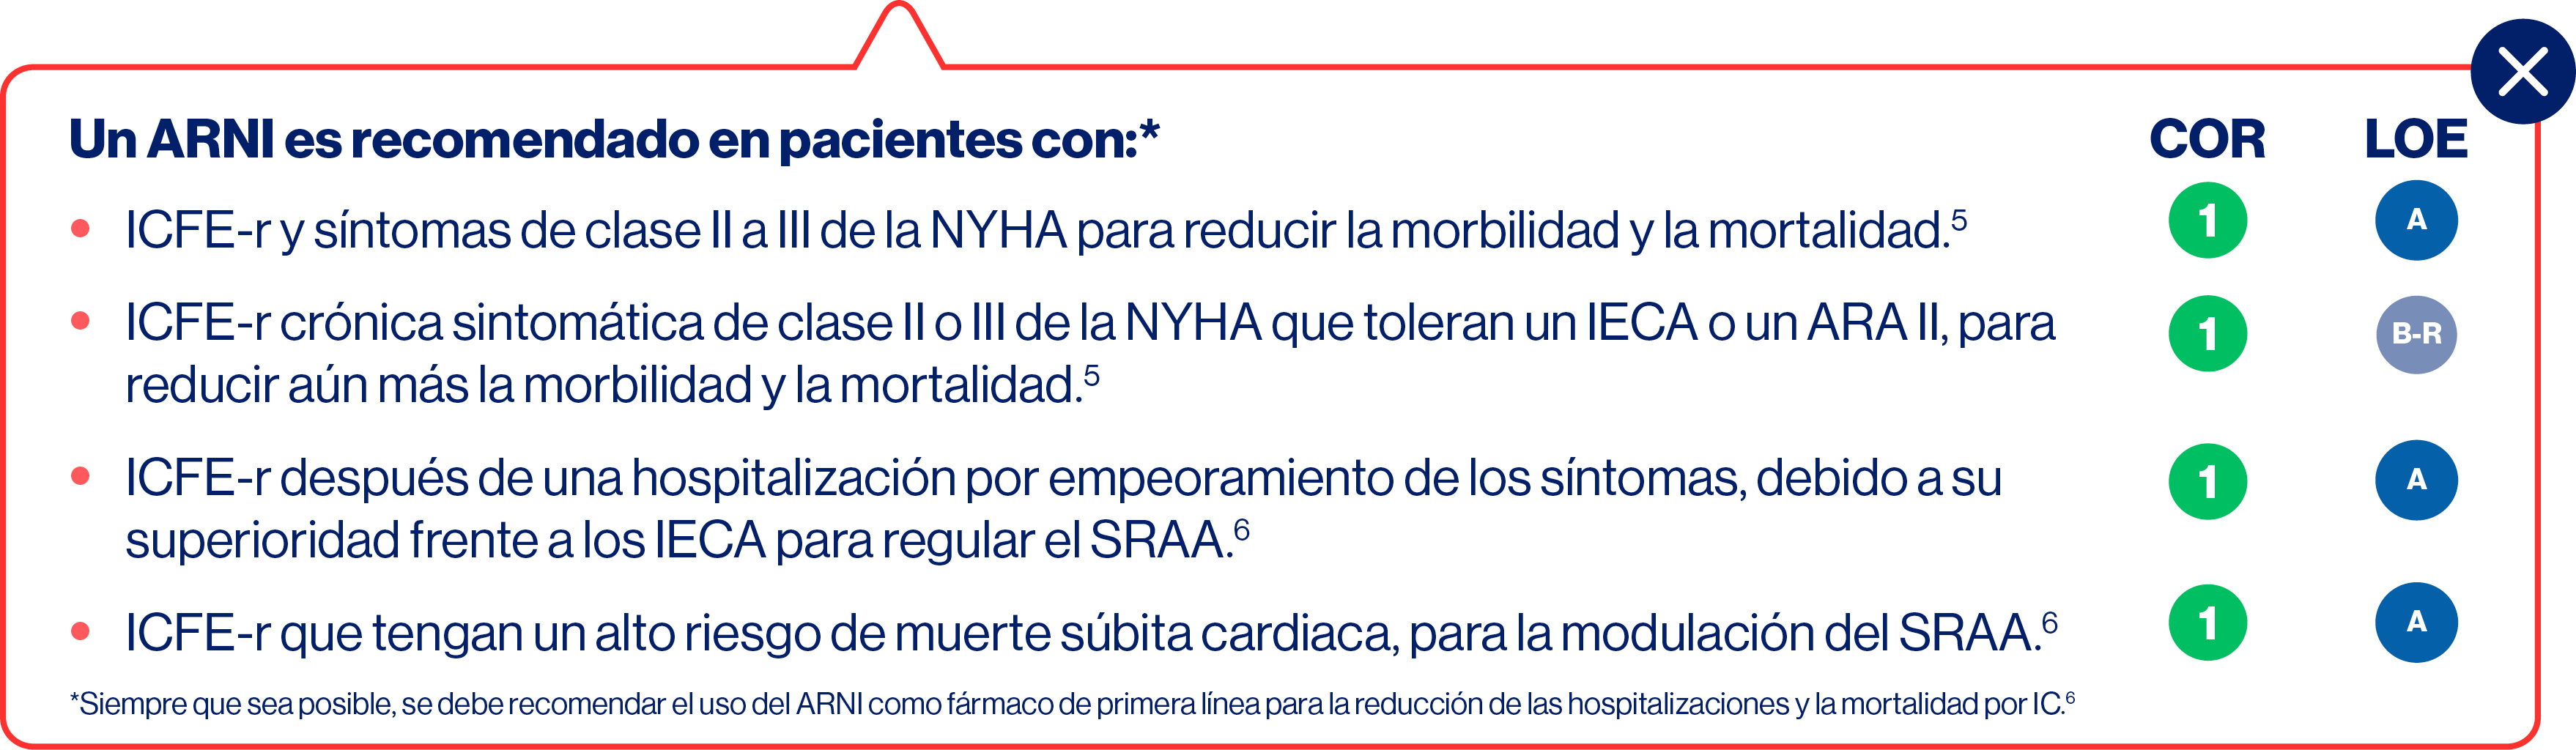 Un ARNI es recomendado en pacientes con:* COR LOE
• ICFE-r y síntomas de clase II a III de la NYHA para reducir la morbilidad y la mortalidad.5 1 A
• ICFE-r crónica sintomática de clase II o III de la NYHA que toleran un IECA o un ARA II, para 1 B-R
reducir aún más la morbilidad y la mortalidad.5
• ICFE-r después de una hospitalización por empeoramiento de los síntomas, debido a su 1 A
superioridad frente a los IECA para regular el SRAA.6
• ICFE-r que tengan un alto riesgo de muerte súbita cardiaca, para la modulación del SRAA.6 1 A
*Siempre que sea posible, se debe recomendar el uso del ARNI como fármaco de primera línea para la reducción de las hospitalizaciones y la mortalidad por IC.6